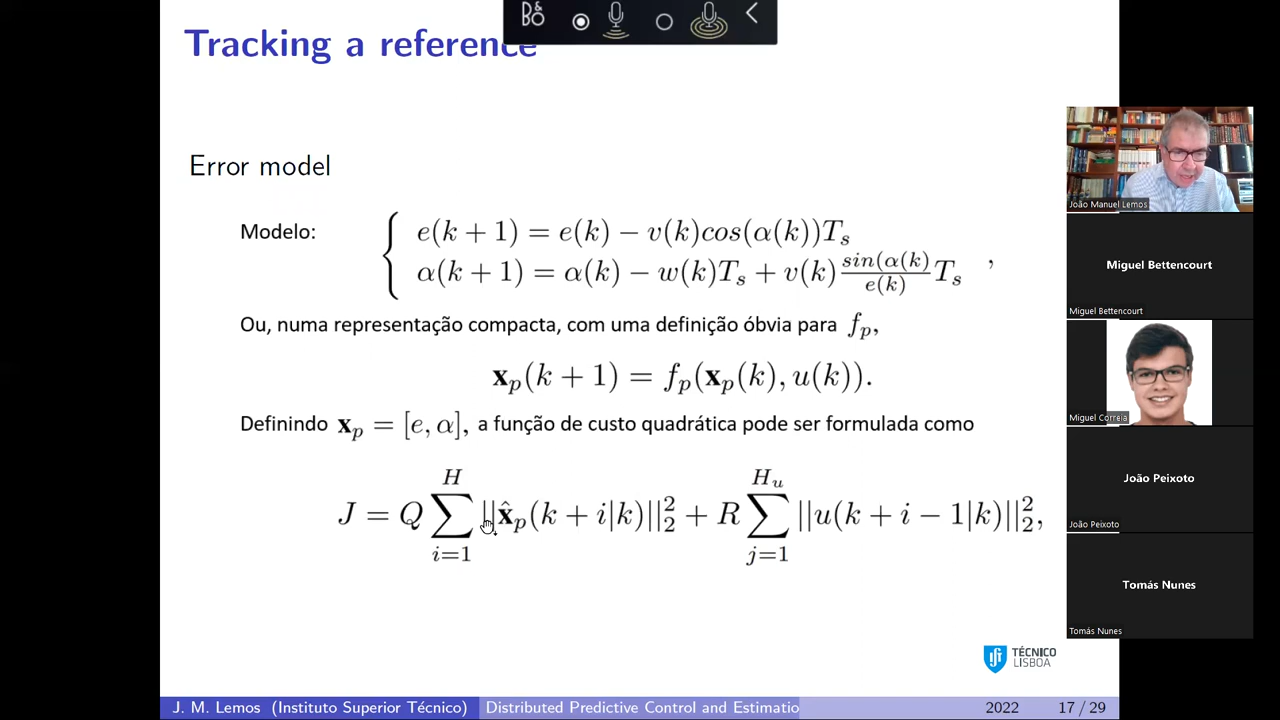 B&O
Tracking a reference
Error model
Modelo: { e(k + 1) = e(k) − v(k)cos(α(k))T_s
α(k + 1) = α(k) − w(k)T_s + v(k) sin(α(k)/e(k) T_s ,
Ou, numa representação compacta, com uma definição óbvia para f_p,
x_p(k + 1) = f_p(x_p(k), u(k)).
Definindo x_p = [e, α], a função de custo quadrática pode ser formulada como
J = Q ∑_{i=1}^{H} ||x̂_p(k + i|k)||_2^2 + R ∑_{j=1}^{H_u} ||u(k + i − 1|k)||_2^2,
TÉCNICO
LISBOA
J. M. Lemos (Instituto Superior Técnico) Distributed Predictive Control and Estimatio 2022 17 / 29
João Manuel Lemos
Miguel Bettencourt
Miguel Bettencourt
Miguel Correia
João Peixoto
João Peixoto
Tomás Nunes
Tomás Nunes